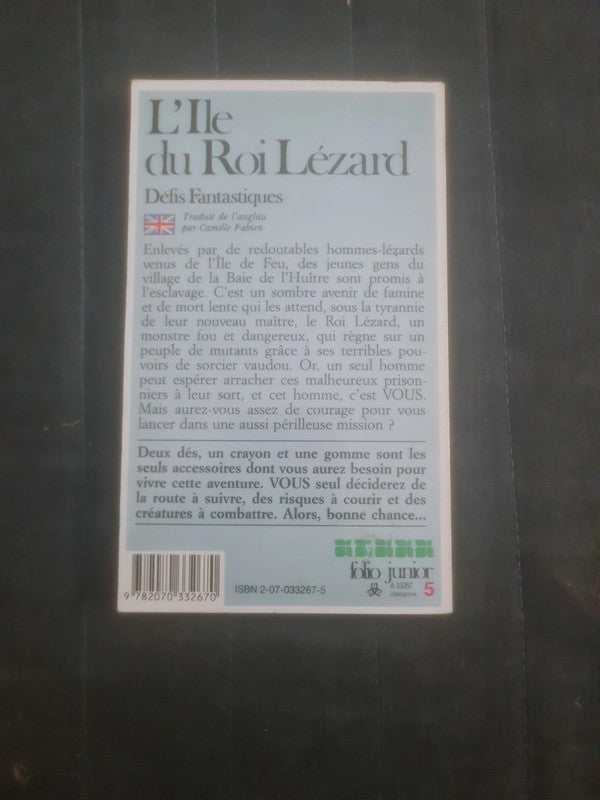 L'Ile
du Roi Lézard
Défis Fantastiques
Traduit de l'anglais
par Camille Fabien
Enlevés par de redoutables hommes-lézards
venus de l'Île de Feu, des jeunes gens du
village de la Baie de l'Huître sont promis à
l'esclavage. C'est un sombre avenir de famine
et de mort lente qui les attend, sous la tyrannie
de leur nouveau maître, le Roi Lézard, un
monstre fou et dangereux, qui règne sur un
peuple de mutants grâce à ses terribles pou-
voirs de sorcier vaudou. Or, un seul homme
peut espérer arracher ces malheureux prison-
niers à leur sort, et cet homme, c'est VOUS.
Mais aurez-vous assez de courage pour vous
lancer dans une aussi périlleuse mission ?
Deux dés, un crayon et une gomme sont les
seuls accessoires dont vous aurez besoin pour
vivre cette aventure. VOUS seul déciderez de
la route à suivre, des risques à courir et des
créatures à combattre. Alors, bonne chance...
folio junior
A 33267
catégorie 5
ISBN 2-07-033267-5
9 782070 332670